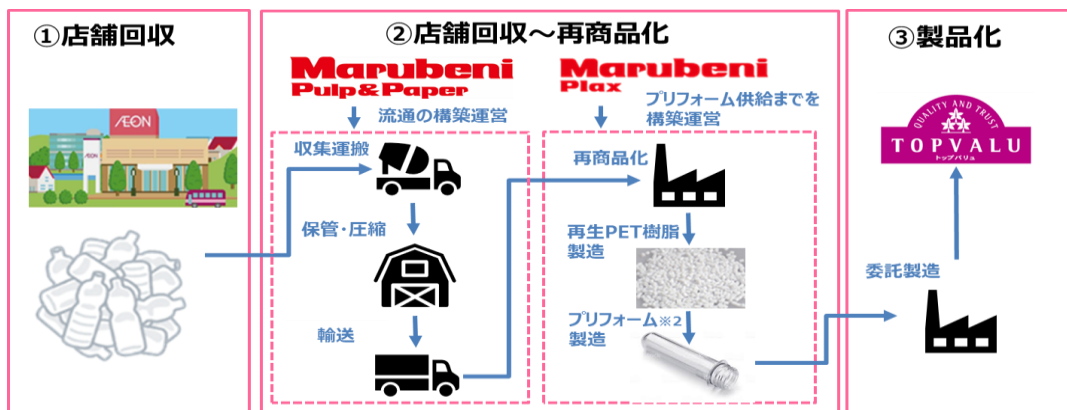 ①店舗回収
ÆON
ÆON
②店舗回収～再商品化
Marubeni
Pulp&Paper
流通の構築運営
収集運搬
保管・圧縮
輸送
Marubeni
Plax
プリフォーム供給までを
構築運営
再商品化
再生PET樹脂
製造
プリフォーム※2
製造
③製品化
QUALITY AND TRUST
TOPVALU
トップバリュ
委託製造